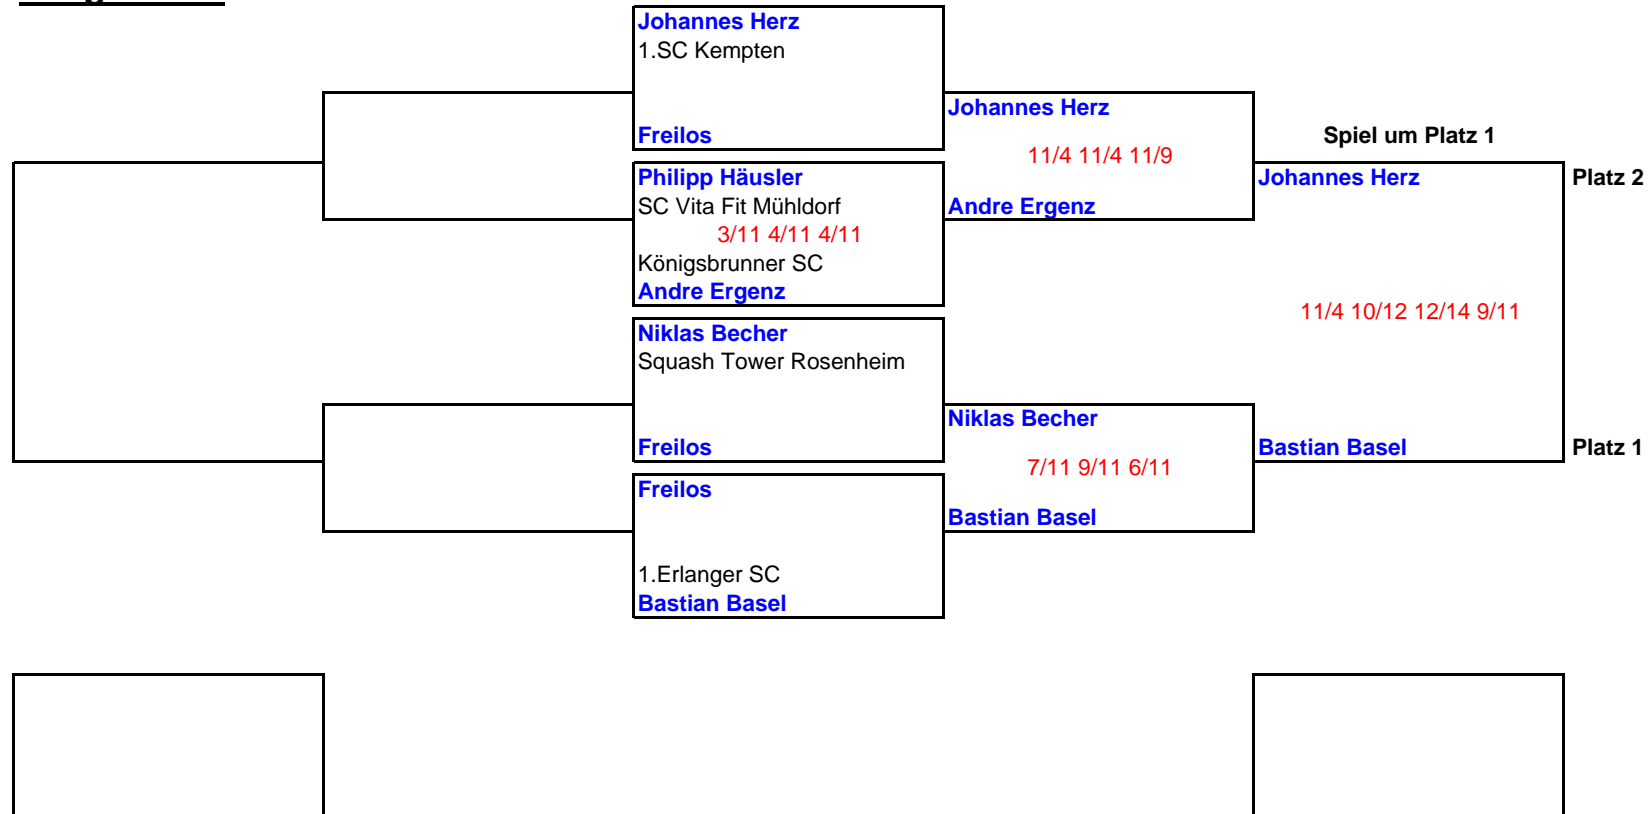 Johannes Herz
1.SC Kempten
Freilos
Philipp Häusler
SC Vita Fit Mühldorf
3/11 4/11 4/11
Königsbrunner SC
Andre Ergenz
Niklas Becher
Squash Tower Rosenheim
Freilos
Freilos
1.Erlanger SC
Bastian Basel
Johannes Herz
11/4 11/4 11/9
Andre Ergenz
Niklas Becher
7/11 9/11 6/11
Bastian Basel
Spiel um Platz 1
Johannes Herz
11/4 10/12 12/14 9/11
Bastian Basel
Platz 2
Platz 1